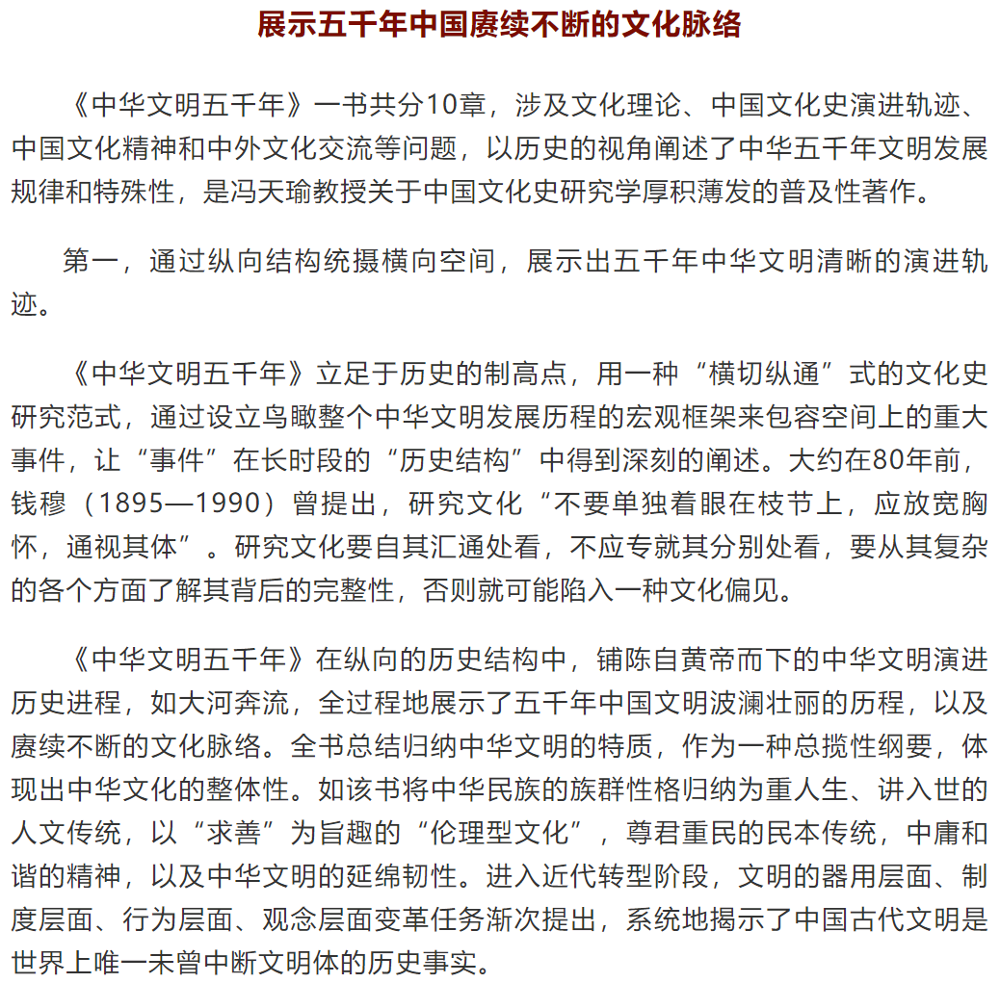 展示五千年中国赓续不断的文化脉络
《中华文明五千年》一书共分10章，涉及文化理论、中国文化史演进轨迹、
中国文化精神和中外文化交流等问题，以历史的视角阐述了中华五千年文明发展
规律和特殊性，是冯天瑜教授关于中国文化史研究学厚积薄发的普及性著作。
第一，通过纵向结构统摄横向空间，展示出五千年中华文明清晰的演进轨
迹。
《中华文明五千年》立足于历史的制高点，用一种“横切纵通”式的文化史
研究范式，通过设立鸟瞰整个中华文明发展历程的宏观框架来包容空间上的重大
事件，让“事件”在长时段的“历史结构”中得到深刻的阐述。大约在80年前，
钱穆（1895—1990）曾提出，研究文化“不要单独着眼在枝节上，应放宽胸
怀，通视其体”。研究文化要自其汇通处看，不应专就其分别处看，要从其复杂
的各个方面了解其背后的完整性，否则就可能陷入一种文化偏见。
《中华文明五千年》在纵向的历史结构中，铺陈自黄帝而下的中华文明演进
历史进程，如大河奔流，全过程地展示了五千年中国文明波澜壮丽的历程，以及
赓续不断的文化脉络。全书总结归纳中华文明的特质，作为一种总揽性纲要，体
现出中华文化的整体性。如该书将中华民族的族群性格归纳为重人生、讲入世的
人文传统，以“求善”为旨趣的“伦理型文化”，尊君重民的民本传统，中庸和
谐的精神，以及中华文明的延绵韧性。进入近代转型阶段，文明的器用层面、制
度层面、行为层面、观念层面变革任务渐次提出，系统地揭示了中国古代文明是
世界上唯一未曾中断文明体的历史事实。